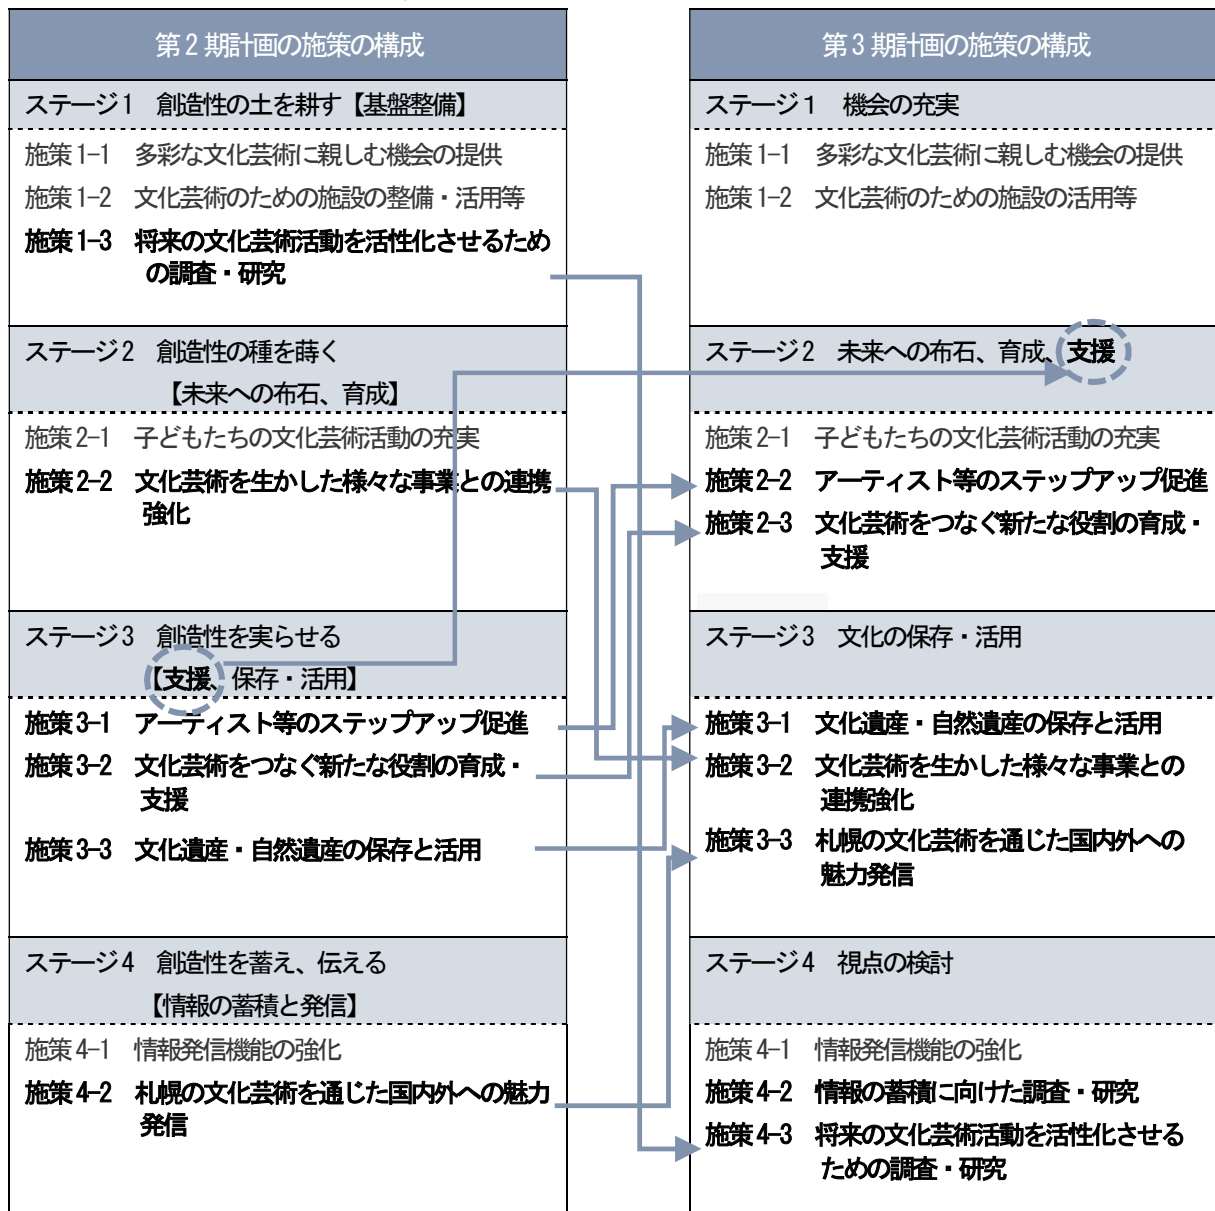 第2期計画の施策の構成
ステージ1 創造性の土を耕す【基盤整備】
施策1-1 多彩な文化芸術に親しむ機会の提供
施策1-2 文化芸術のための施設の整備・活用等
施策1-3 将来の文化芸術活動を活性化させるため
の調査・研究
ステージ2 創造性の種を蒔く
【未来への布石、育成】
施策2-1 子どもたちの文化芸術活動の充実
施策2-2 文化芸術を生かした様々な事業との連携
強化
ステージ3 創造性を実らせる
【支援、保存・活用】
施策3-1 アーティスト等のステップアップ促進
施策3-2 文化芸術をつなぐ新たな役割の育成・
支援
施策3-3 文化遺産・自然遺産の保存と活用
ステージ4 創造性を蓄え、伝える
【情報の蓄積と発信】
施策4-1 情報発信機能の強化
施策4-2 札幌の文化芸術を通じた国内外への魅力
発信
第3期計画の施策の構成
ステージ1 機会の充実
施策1-1 多彩な文化芸術に親しむ機会の提供
施策1-2 文化芸術のための施設の活用等
ステージ2 未来への布石、育成、支援
施策2-1 子どもたちの文化芸術活動の充実
施策2-2 アーティスト等のステップアップ促進
施策2-3 文化芸術をつなぐ新たな役割の育成・
支援
ステージ3 文化の保存・活用
施策3-1 文化遺産・自然遺産の保存と活用
施策3-2 文化芸術を生かした様々な事業との
連携強化
施策3-3 札幌の文化芸術を通じた国内外への
魅力発信
ステージ4 視点の検討
施策4-1 情報発信機能の強化
施策4-2 情報の蓄積に向けた調査・研究
施策4-3 将来の文化芸術活動を活性化させる
ための調査・研究